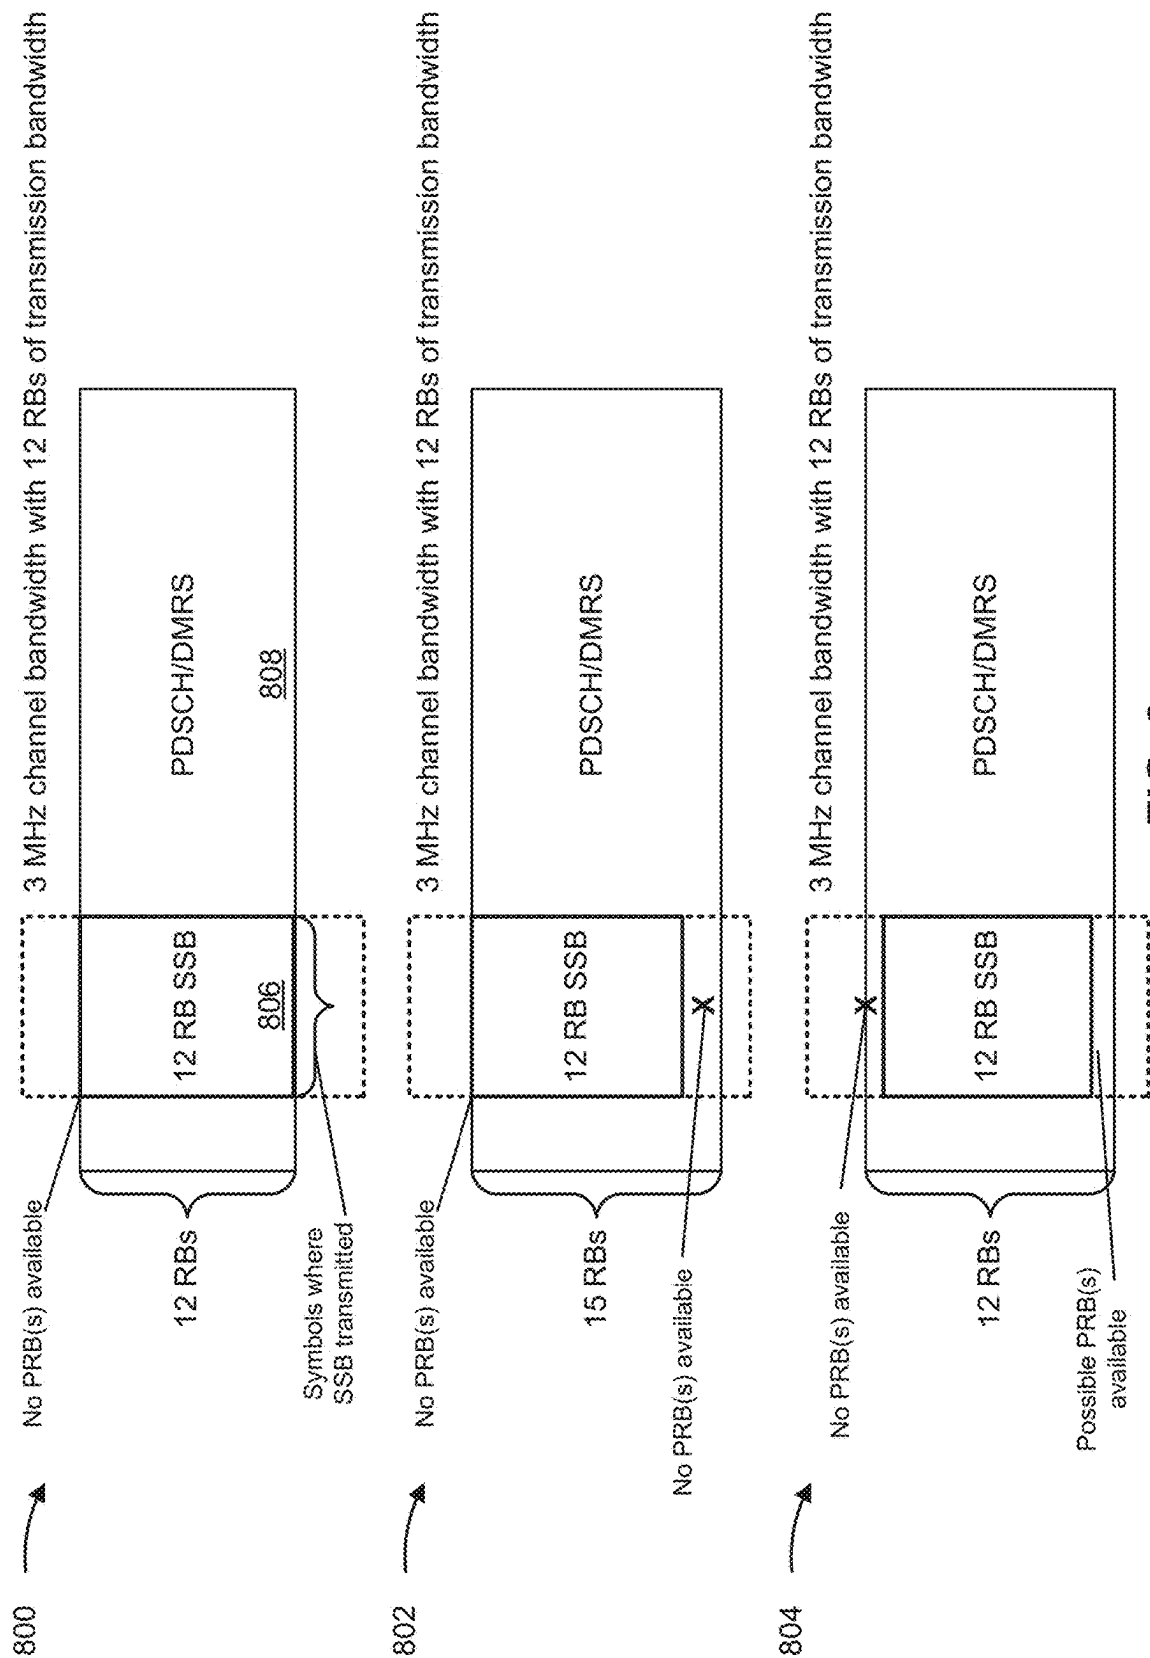 800
No PRB(s) available
3 MHz channel bandwidth with 12 RBs of transmission bandwidth
12 RBs
12 RB SSB
806
PDSCH/DMRS
808
Symbols where
SSB transmitted
802
No PRB(s) available
3 MHz channel bandwidth with 12 RBs of transmission bandwidth
15 RBs
12 RB SSB
PDSCH/DMRS
No PRB(s) available
X
804
No PRB(s) available
3 MHz channel bandwidth with 12 RBs of transmission bandwidth
X
12 RBs
12 RB SSB
PDSCH/DMRS
Possible PRB(s)
available